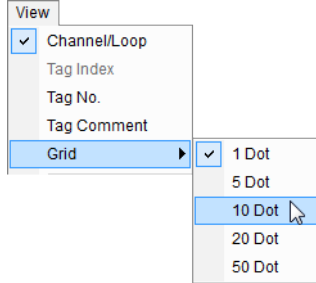 View
Channel/Loop
Tag Index
Tag No.
Tag Comment
Grid
1 Dot
5 Dot
10 Dot
20 Dot
50 Dot